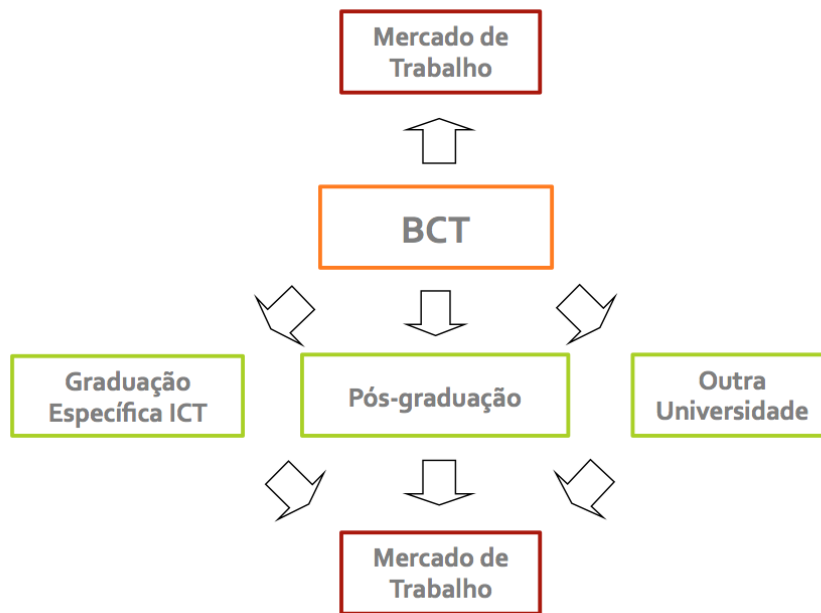 Mercado de
Trabalho
BCT
Graduação
Específica ICT
Pós-graduação
Outra
Universidade
Mercado de
Trabalho